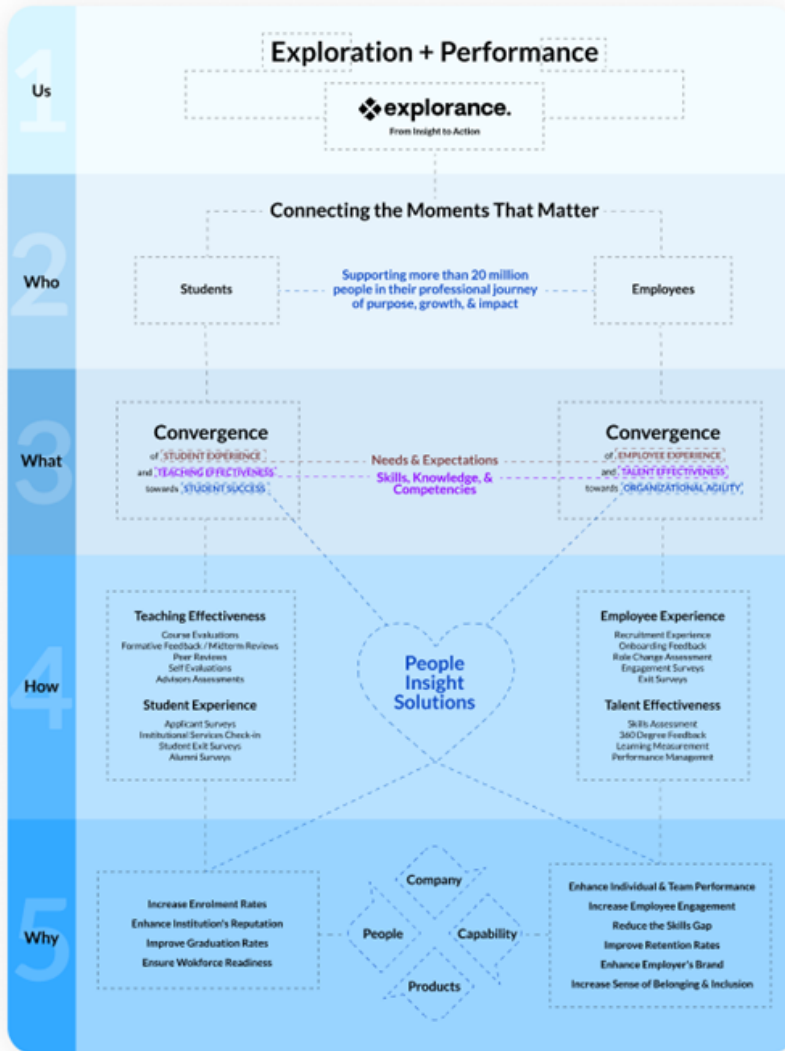 1
Us
Exploration + Performance
explorance.
From Insight to Action
2
Who
Connecting the Moments That Matter
Students
Supporting more than 20 million
people in their professional journey
of purpose, growth, & impact
Employees
3
What
Convergence
of STUDENT EXPERIENCE
and TEACHING EFFECTIVENESS
towards STUDENT SUCCESS
Needs & Expectations
Skills, Knowledge, &
Competencies
Convergence
of EMPLOYEE EXPERIENCE
and TALENT EFFECTIVENESS
towards ORGANIZATIONAL AGILITY
4
How
Teaching Effectiveness
Course Evaluations
Formative Feedback / Midterm Reviews
Peer Reviews
Self Evaluations
Advisors Assessments
Student Experience
Applicant Surveys
Institutional Services Check-in
Student Exit Surveys
Alumni Surveys
People
Insight
Solutions
Employee Experience
Recruitment Experience
Onboarding Feedback
Role Change Assessment
Engagement Surveys
Exit Surveys
Talent Effectiveness
Skills Assessment
360 Degree Feedback
Learning Measurement
Performance Managemnt
5
Why
Increase Enrolment Rates
Enhance Institution's Reputation
Improve Graduation Rates
Ensure Wokforce Readiness
Company
People
Capability
Products
Enhance Individual & Team Performance
Increase Employee Engagement
Reduce the Skills Gap
Improve Retention Rates
Enhance Employer's Brand
Increase Sense of Belonging & Inclusion